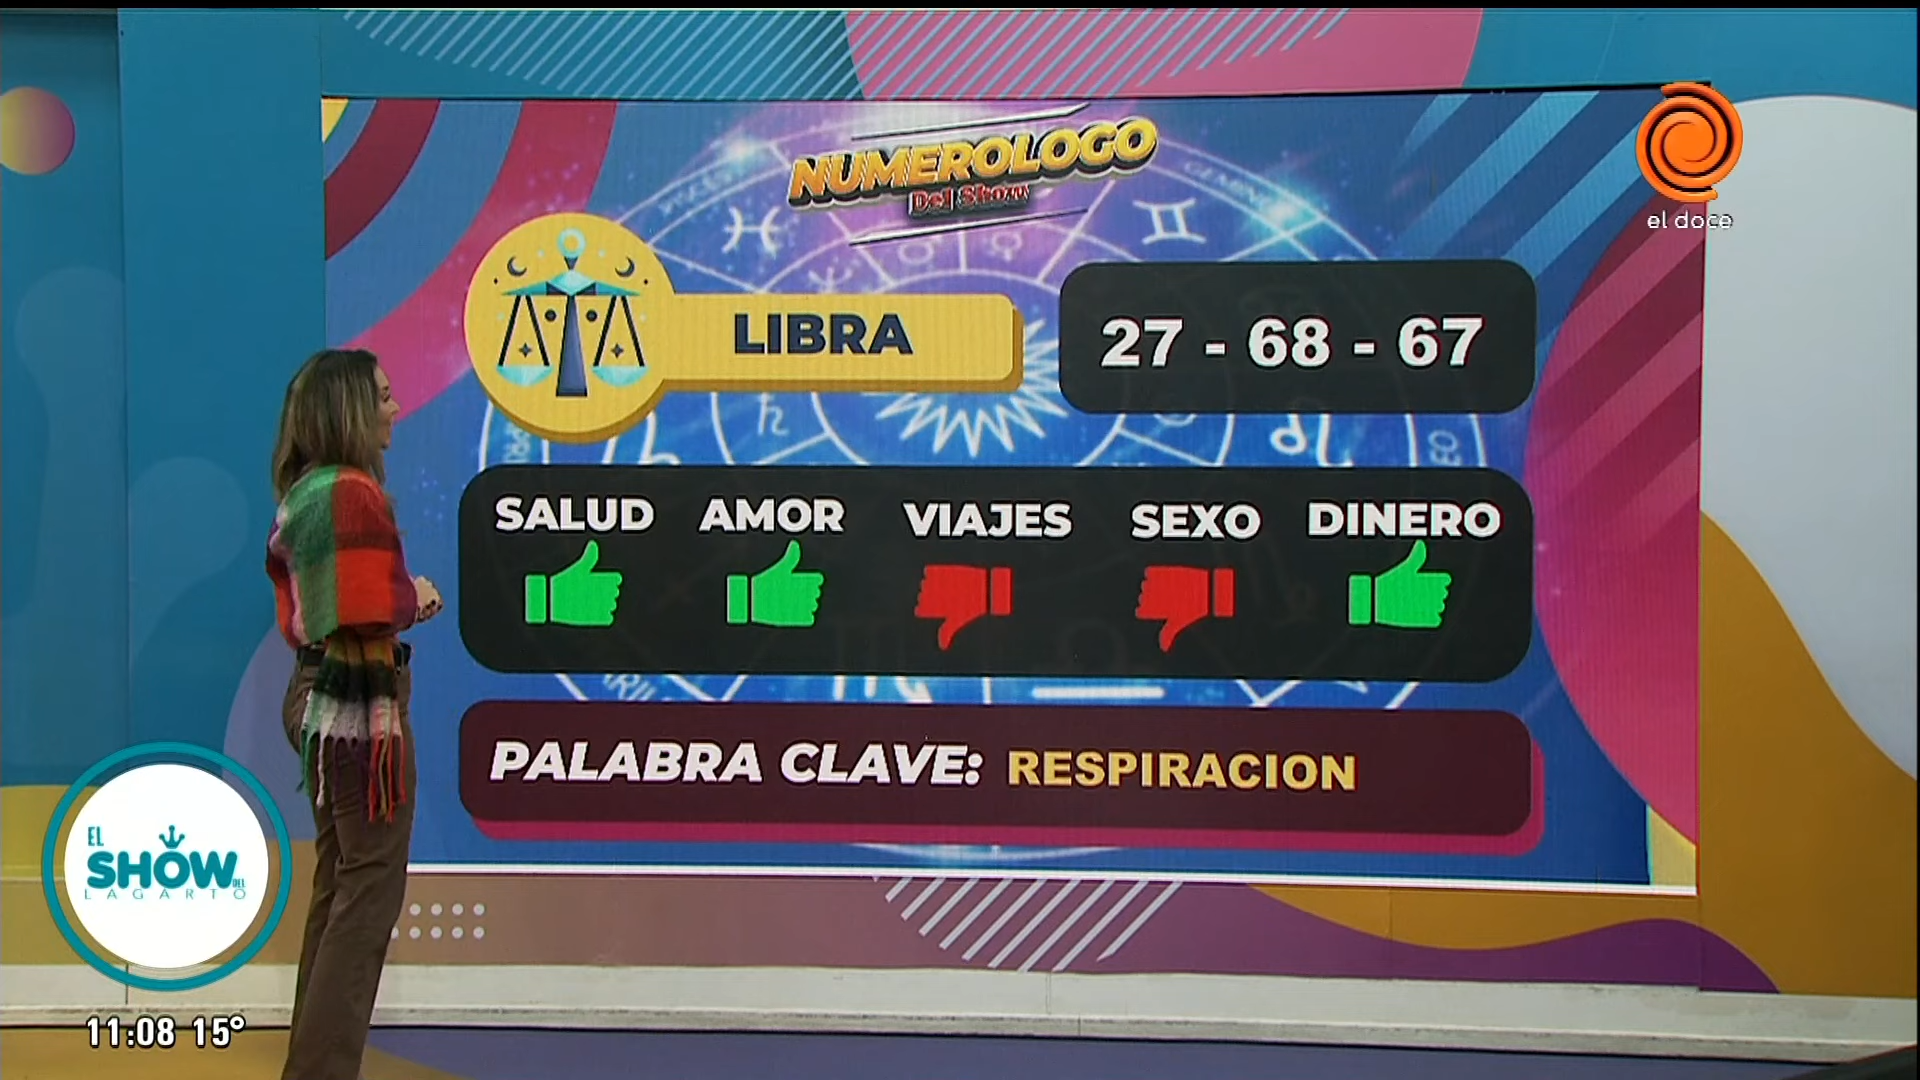 NUMEROLOGO
Del Show
el doce
LIBRA
27 - 68 - 67
SALUD AMOR VIAJES SEXO DINERO
PALABRA CLAVE: RESPIRACION
EL
SHOW DEL
LAGARTO
11:08 15°